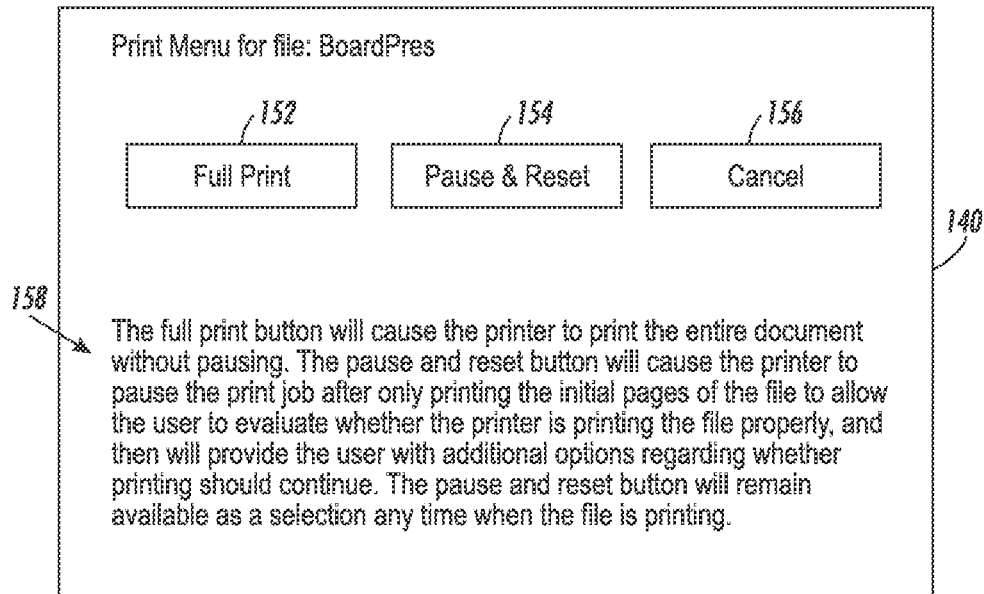 Print Menu for file: BoardPres
152
154
156
Full Print
Pause & Reset
Cancel
140
158
The full print button will cause the printer to print the entire document
without pausing. The pause and reset button will cause the printer to
pause the print job after only printing the initial pages of the file to allow
the user to evaluate whether the printer is printing the file properly, and
then will provide the user with additional options regarding whether
printing should continue. The pause and reset button will remain
available as a selection any time when the file is printing.